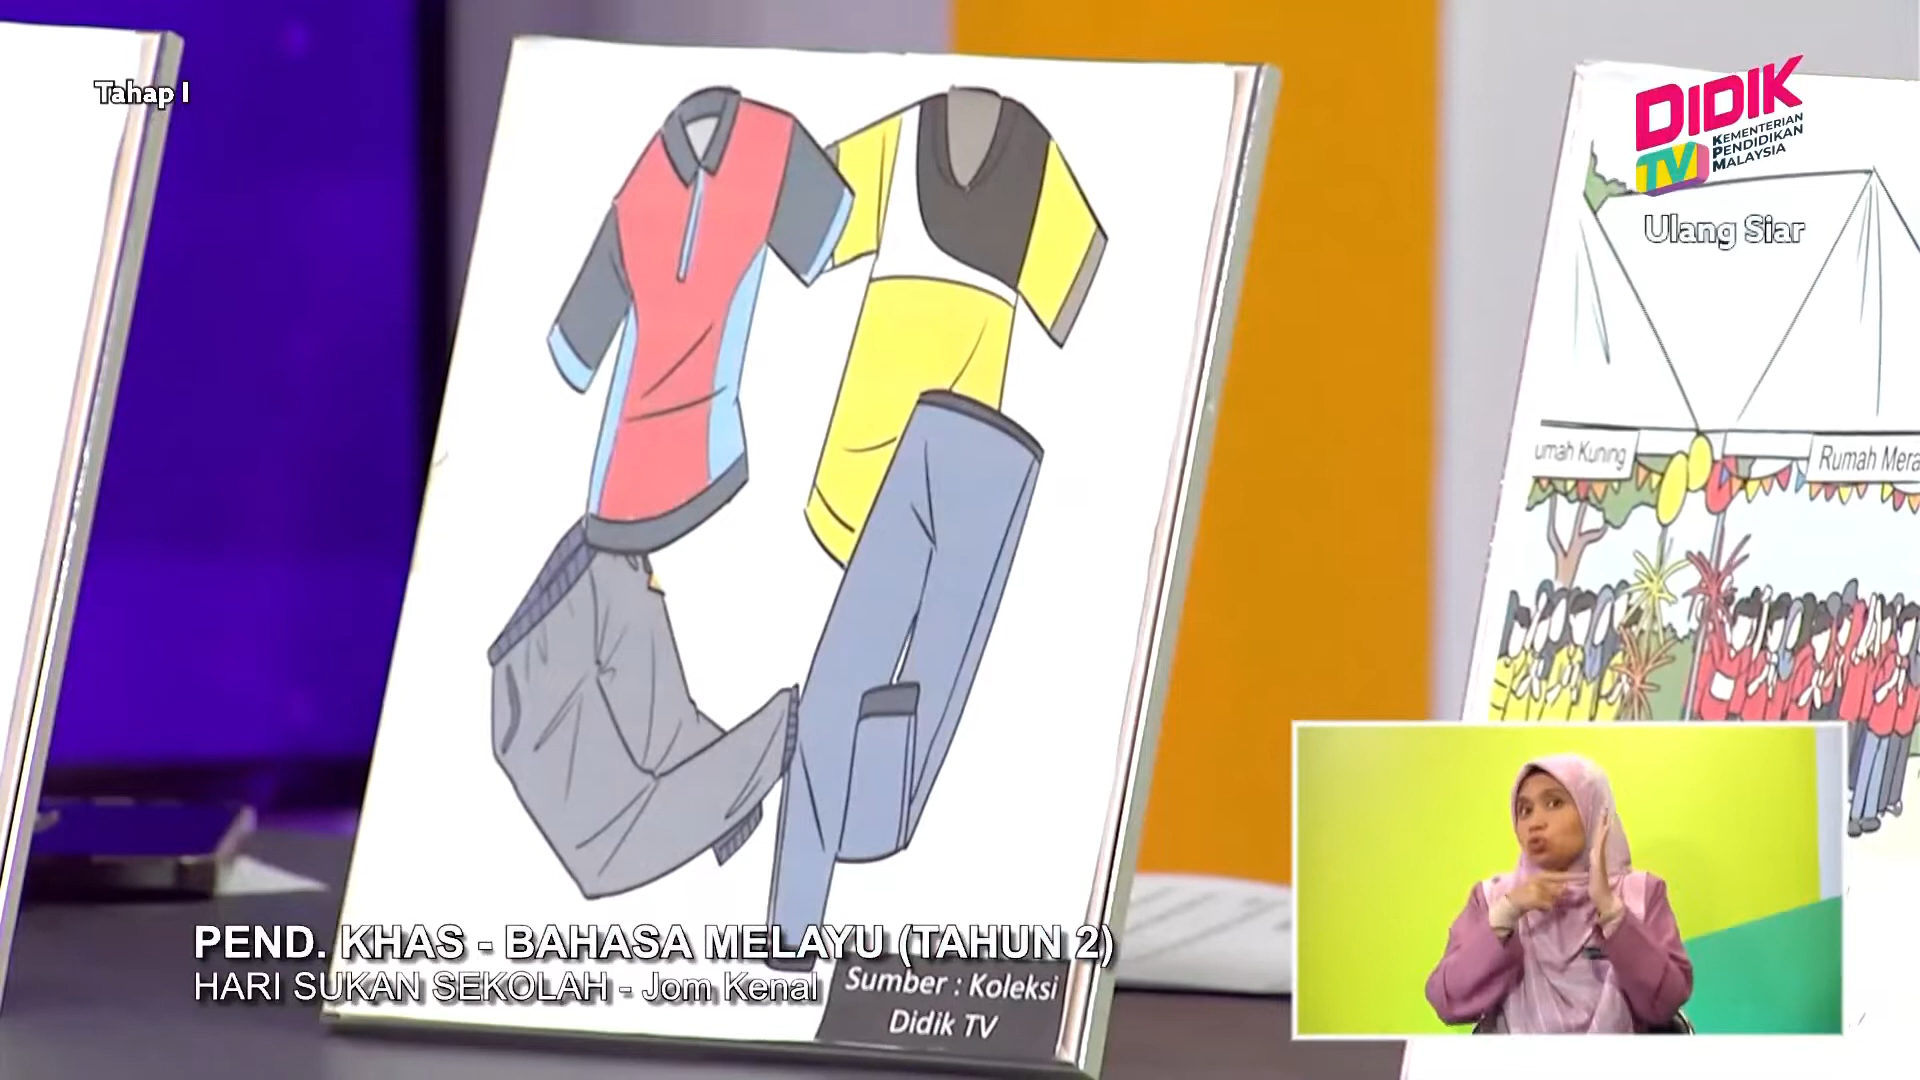 Tahap I
DIDIK
TV
KEMENTERIAN
PENDIDIKAN
MALAYSIA
Ulang Siar
umah Kuning
Rumah Mera
PEND. KHAS - BAHASA MELAYU (TAHUN 2)
HARI SUKAN SEKOLAH - Jom Kenal
Sumber : Koleksi
Didik TV